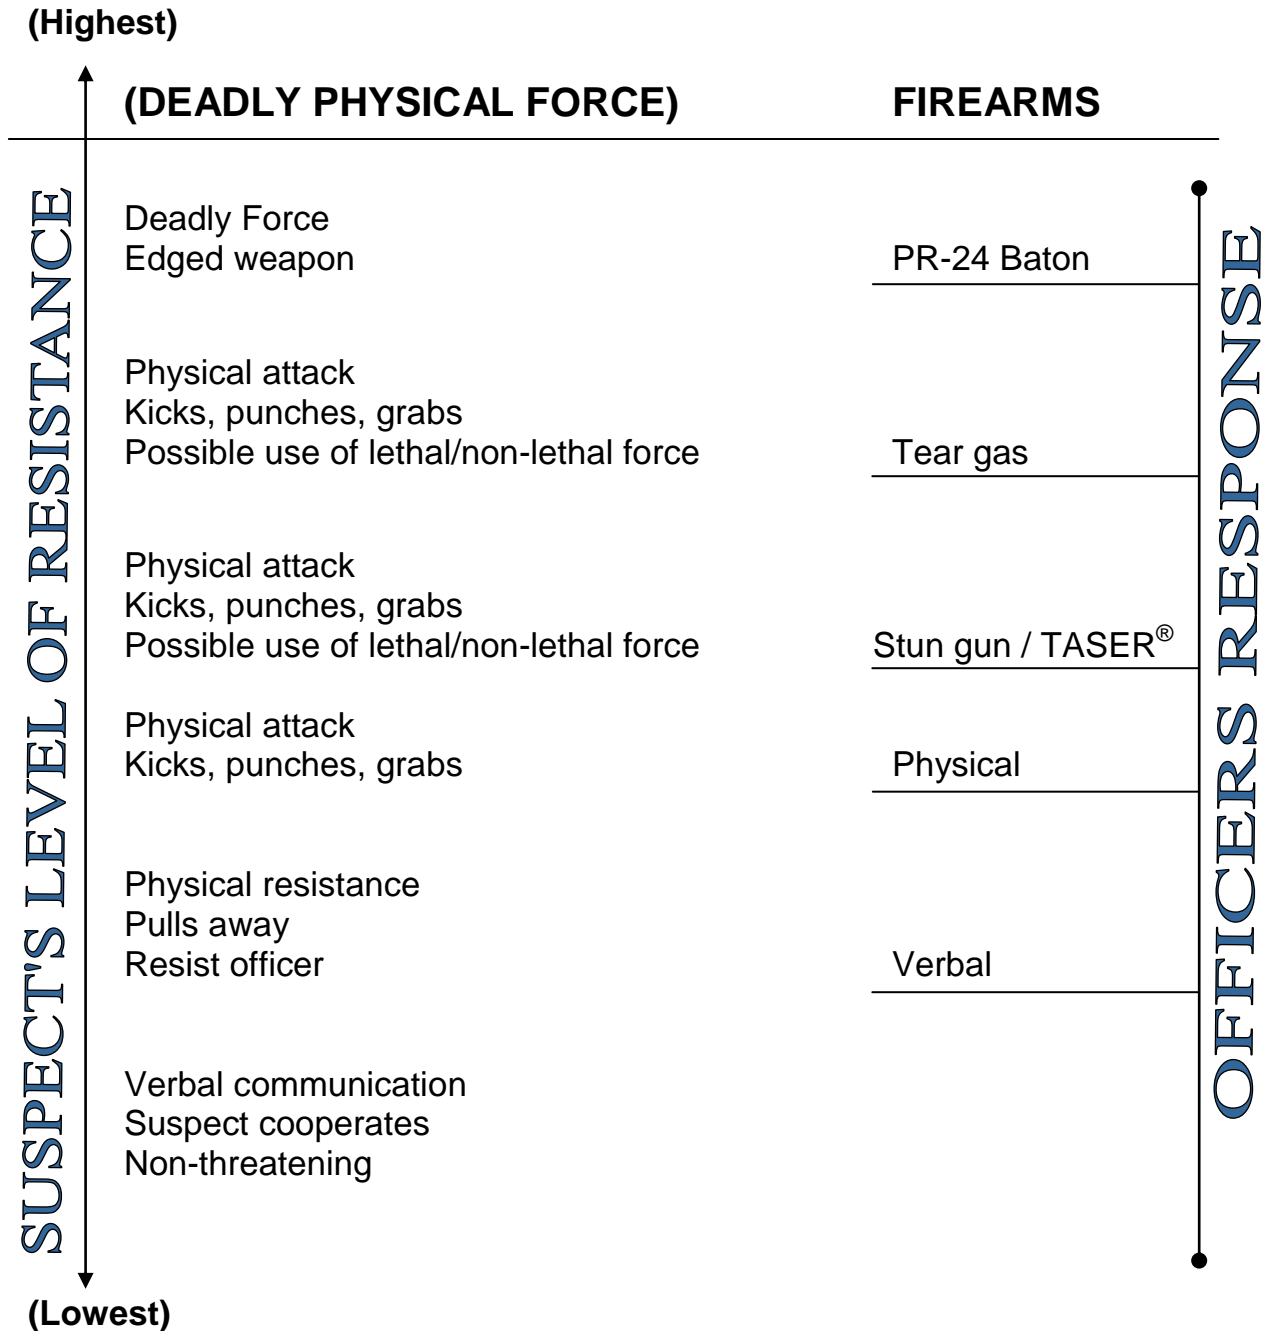 (Highest)
(DEADLY PHYSICAL FORCE) FIREARMS
SUSPECT'S LEVEL OF RESISTANCE
Deadly Force
Edged weapon PR-24 Baton
Physical attack
Kicks, punches, grabs
Possible use of lethal/non-lethal force Tear gas
Physical attack
Kicks, punches, grabs
Possible use of lethal/non-lethal force Stun gun / TASER®
Physical attack
Kicks, punches, grabs Physical
Physical resistance
Pulls away
Resist officer Verbal
Verbal communication
Suspect cooperates
Non-threatening
OFFICERS RESPONSE
(Lowest)